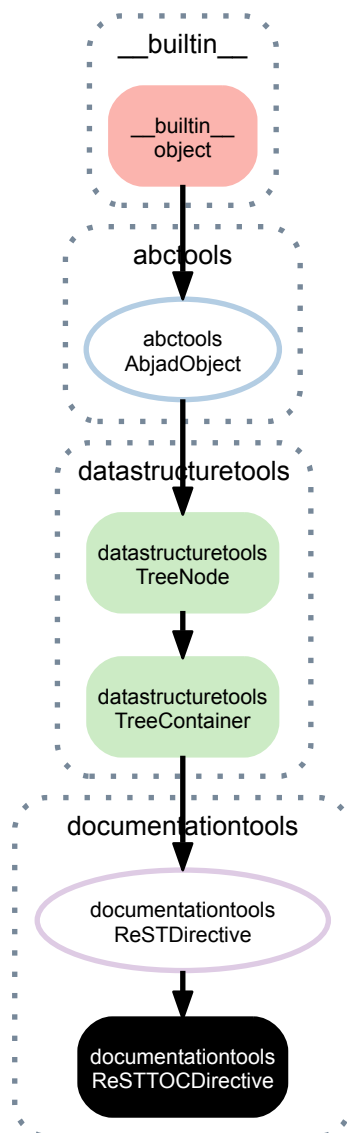 __builtin__
__builtin__
object
abctools
abctools
AbjadObject
datastructuretools
datastructuretools
TreeNode
datastructuretools
TreeContainer
documentationtools
documentationtools
ReSTDirective
documentationtools
ReSTTOCDirective